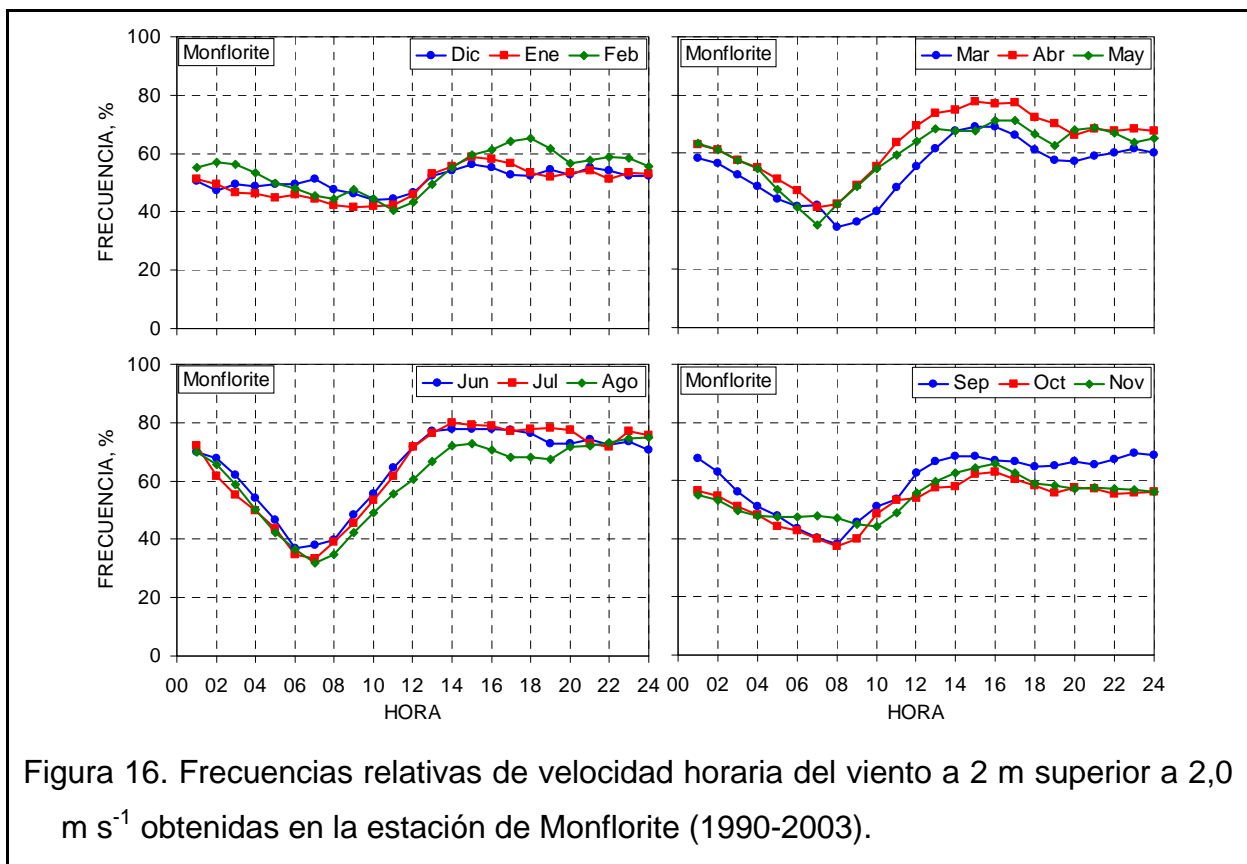 Monflorite
Dic Ene Feb
Monflorite
Mar Abr May
100
80
60
40
20
0
FRECUENCIA, %
Monflorite
Jun Jul Ago
Monflorite
Sep Oct Nov
100
80
60
40
20
0
FRECUENCIA, %
00 02 04 06 08 10 12 14 16 18 20 22 24
HORA
00 02 04 06 08 10 12 14 16 18 20 22 24
HORA
Figura 16. Frecuencias relativas de velocidad horaria del viento a 2 m superior a 2,0
m s⁻¹ obtenidas en la estación de Monflorite (1990-2003).